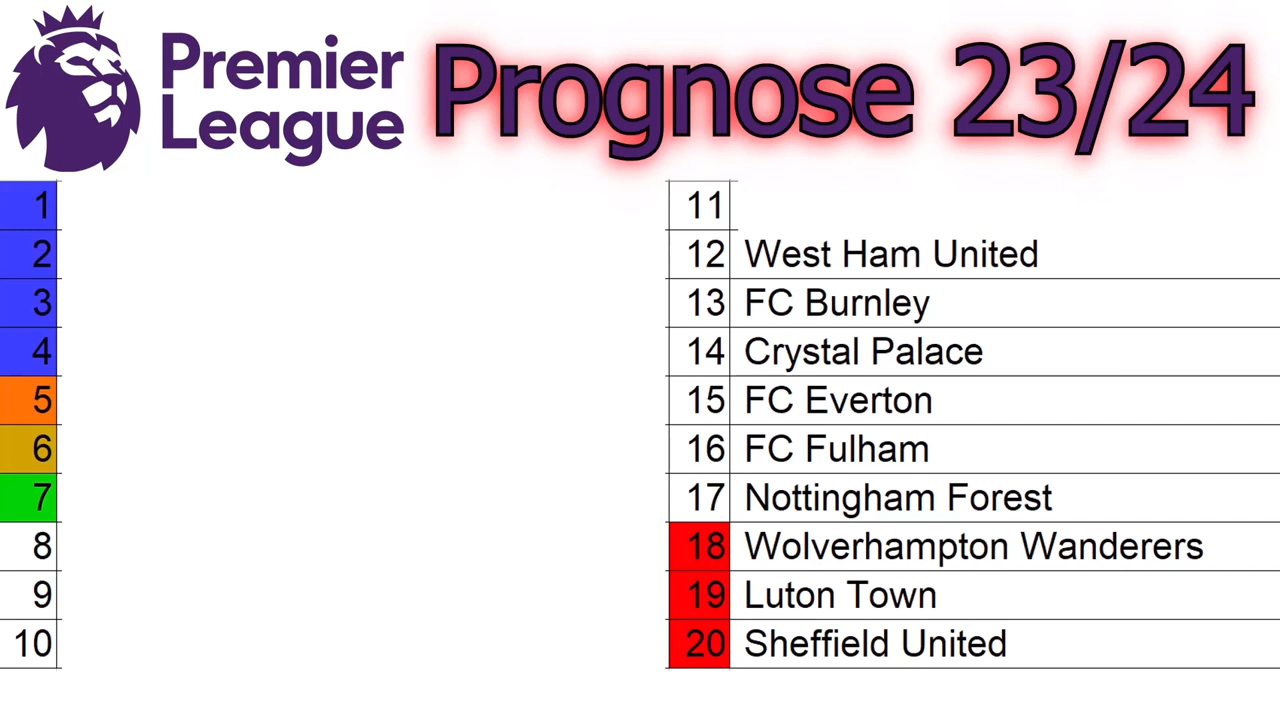 Premier League
Prognose 23/24
1
2
3
4
5
6
7
8
9
10
11
12 West Ham United
13 FC Burnley
14 Crystal Palace
15 FC Everton
16 FC Fulham
17 Nottingham Forest
18 Wolverhampton Wanderers
19 Luton Town
20 Sheffield United